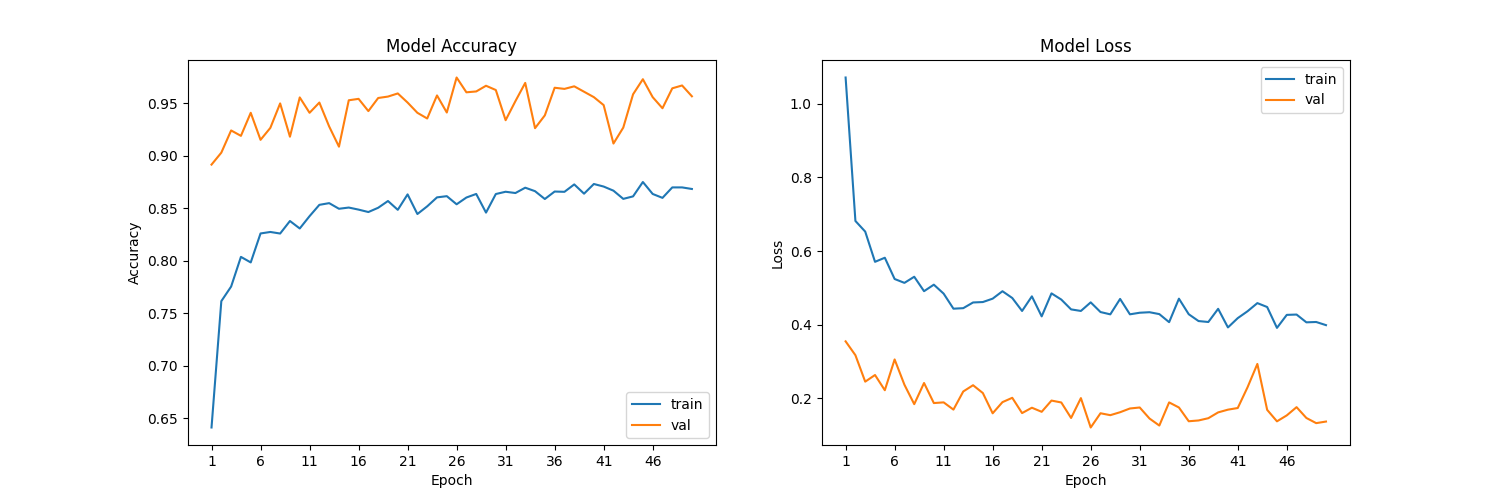 Model Accuracy
0.95
0.90
0.85
0.80
0.75
0.70
0.65
Accuracy
1 6 11 16 21 26 31 36 41 46
Epoch
train
val
Model Loss
1.0
0.8
0.6
0.4
0.2
Loss
1 6 11 16 21 26 31 36 41 46
Epoch
train
val